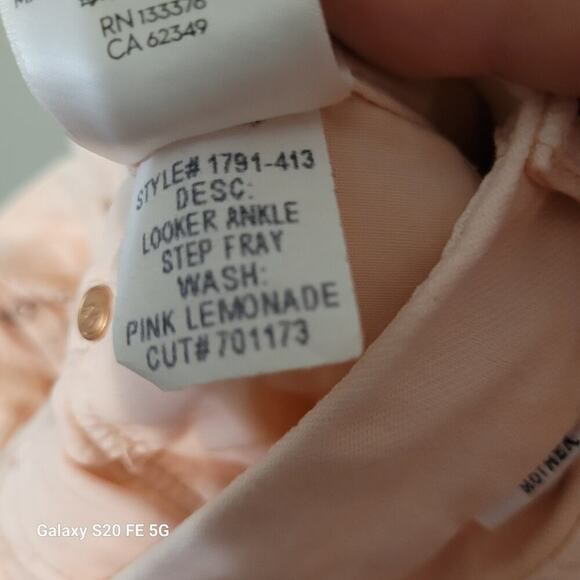 RN 133376
CA 62349
STYLE# 1791-413
DESC:
LOOKER ANKLE
STEP FRAY
WASH:
PINK LEMONADE
CUT# 701173
MOTHER
Galaxy S20 FE 5G